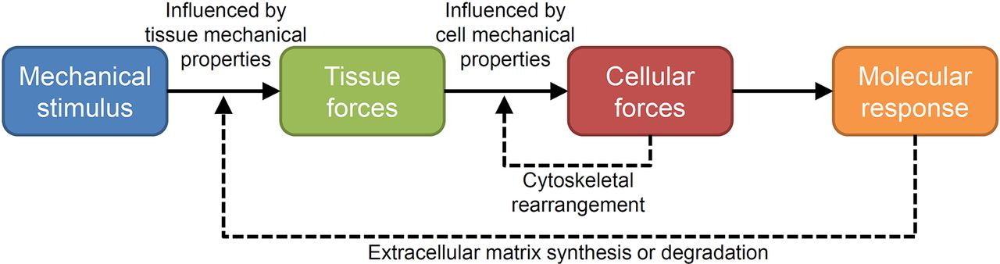 Influenced by
tissue mechanical
properties
Influenced by
cell mechanical
properties
Mechanical
stimulus
Tissue
forces
Cellular
forces
Molecular
response
Cytoskeletal
rearrangement
Extracellular matrix synthesis or degradation